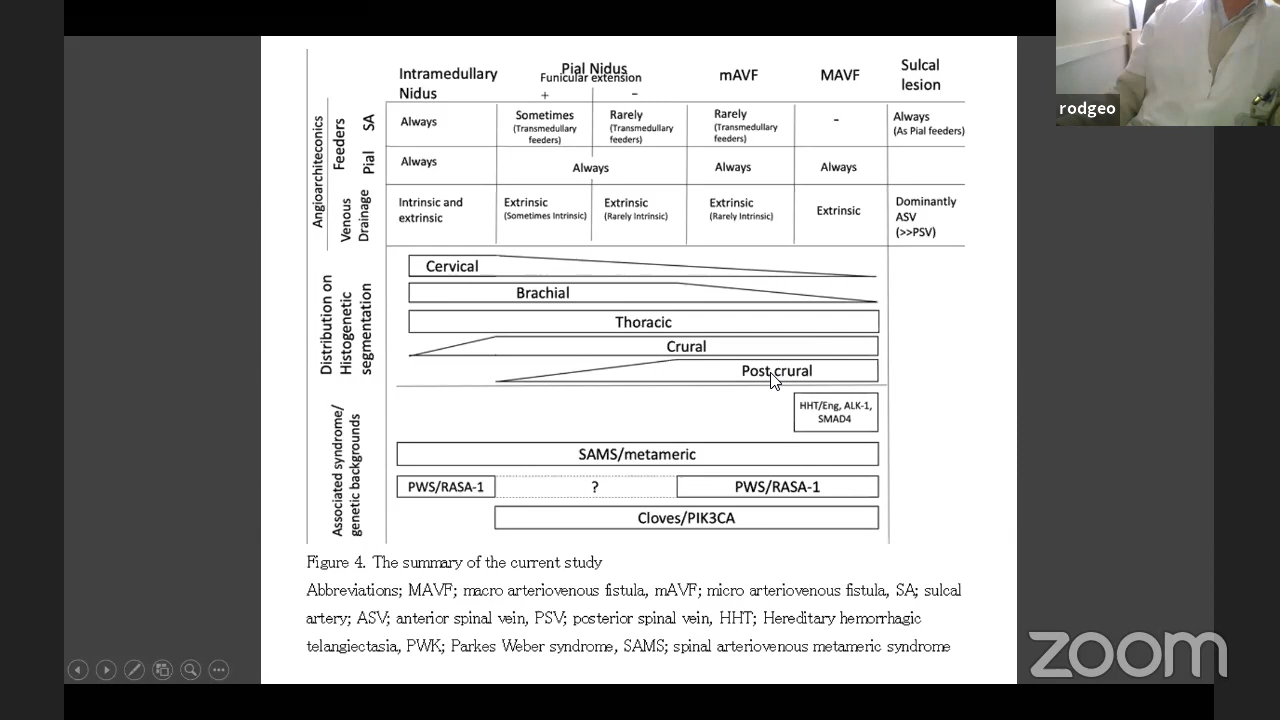 Intramedullary
Nidus
Pial Nidus
Funicular extension
+
-
mAVF
MAVF
Sulcal
lesion
Angioarchiteconics
Feeders
SA
Always
Sometimes
(Transmedullary
feeders)
Rarely
(Transmedullary
feeders)
Rarely
(Transmedullary
feeders)
-
Always
(As Pial feeders)
Pial
Always
Always
Always
Always
Venous
Drainage
Intrinsic and
extrinsic
Extrinsic
(Sometimes Intrinsic)
Extrinsic
(Rarely Intrinsic)
Extrinsic
(Rarely Intrinsic)
Extrinsic
Dominantly
ASV
(>>PSV)
Distribution on
Histogenetic
segmentation
Cervical
Brachial
Thoracic
Crural
Post crural
Associated syndrome/
genetic backgrounds
HHT/Eng, ALK-1,
SMAD4
SAMS/metameric
PWS/RASA-1
?
PWS/RASA-1
Cloves/PIK3CA
Figure 4. The summary of the current study
Abbreviations; MAVF; macro arteriovenous fistula, mAVF; micro arteriovenous fistula, SA; sulcal
artery; ASV; anterior spinal vein, PSV; posterior spinal vein, HHT; Hereditary hemorrhagic
telangiectasia, PWK; Parkes Weber syndrome, SAMS; spinal arteriovenous metameric syndrome
rodgeo
zoom